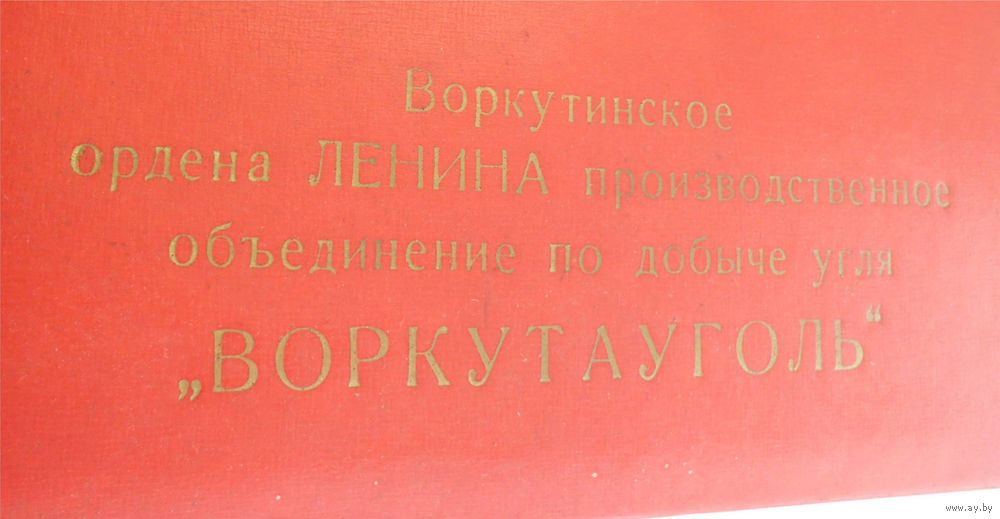 Воркутинское
ордена ЛЕНИНА производственное
объединение по добыче угля
„ВОРКУТАУГОЛЬ“
www.ay.by